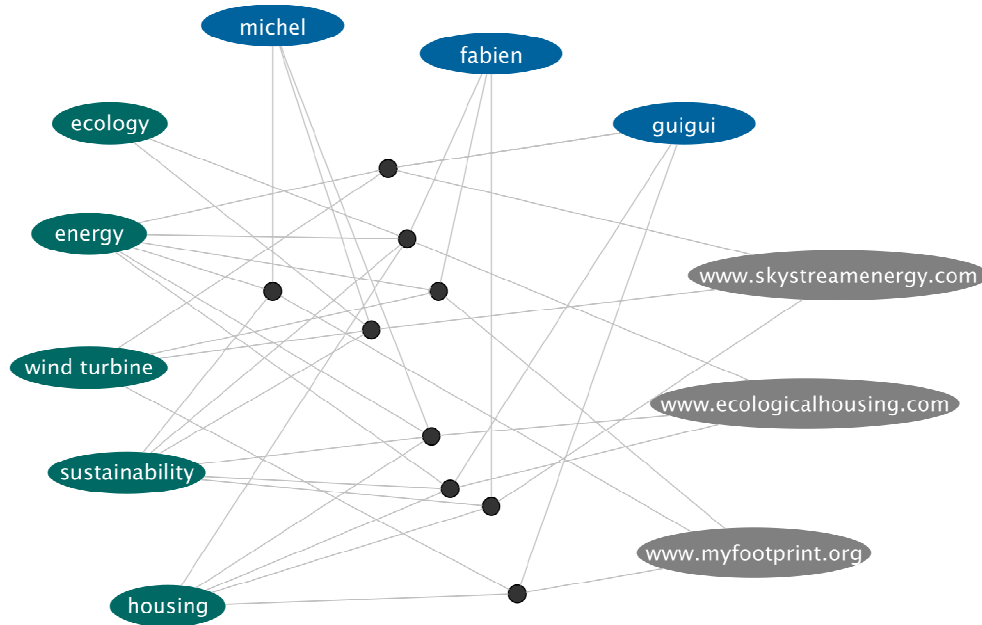 michel
fabien
ecology
guigui
energy
www.skystreamenergy.com
wind turbine
www.ecologicalhousing.com
sustainability
www.myfootprint.org
housing